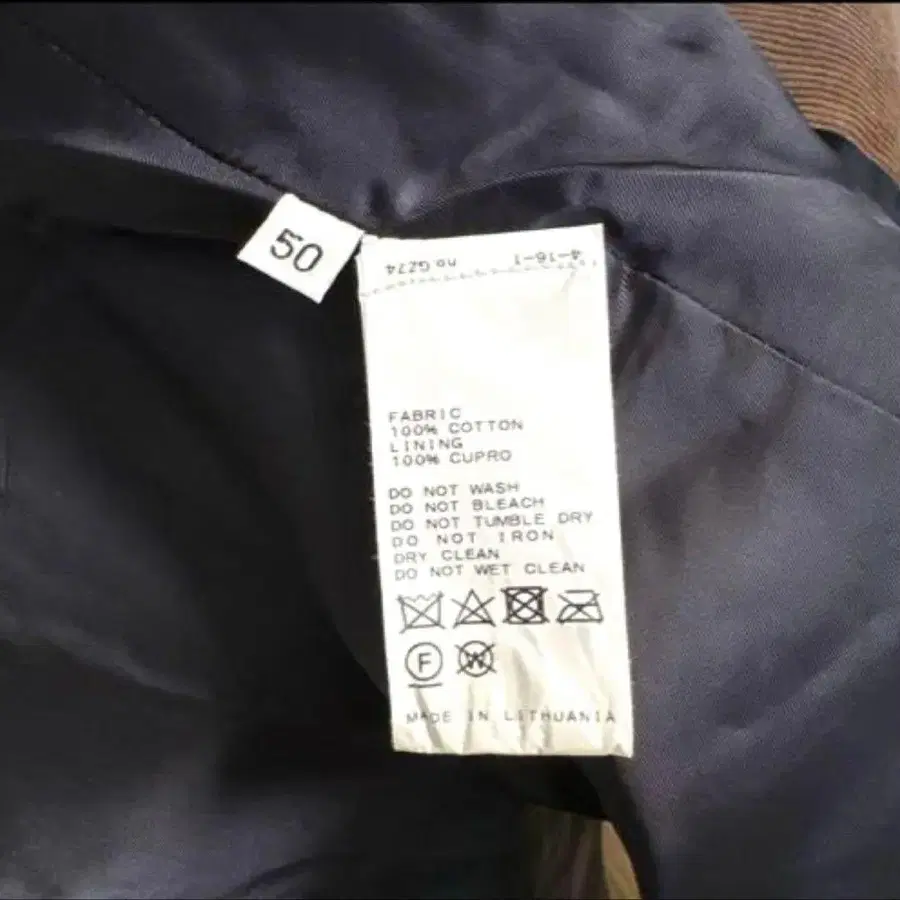 50
no.GZ74 4-16-1
FABRIC
100% COTTON
LINING
100% CUPRO
DO NOT WASH
DO NOT BLEACH
DO NOT TUMBLE DRY
DO NOT IRON
DRY CLEAN
DO NOT WET CLEAN
F W
MADE IN LITHUANIA